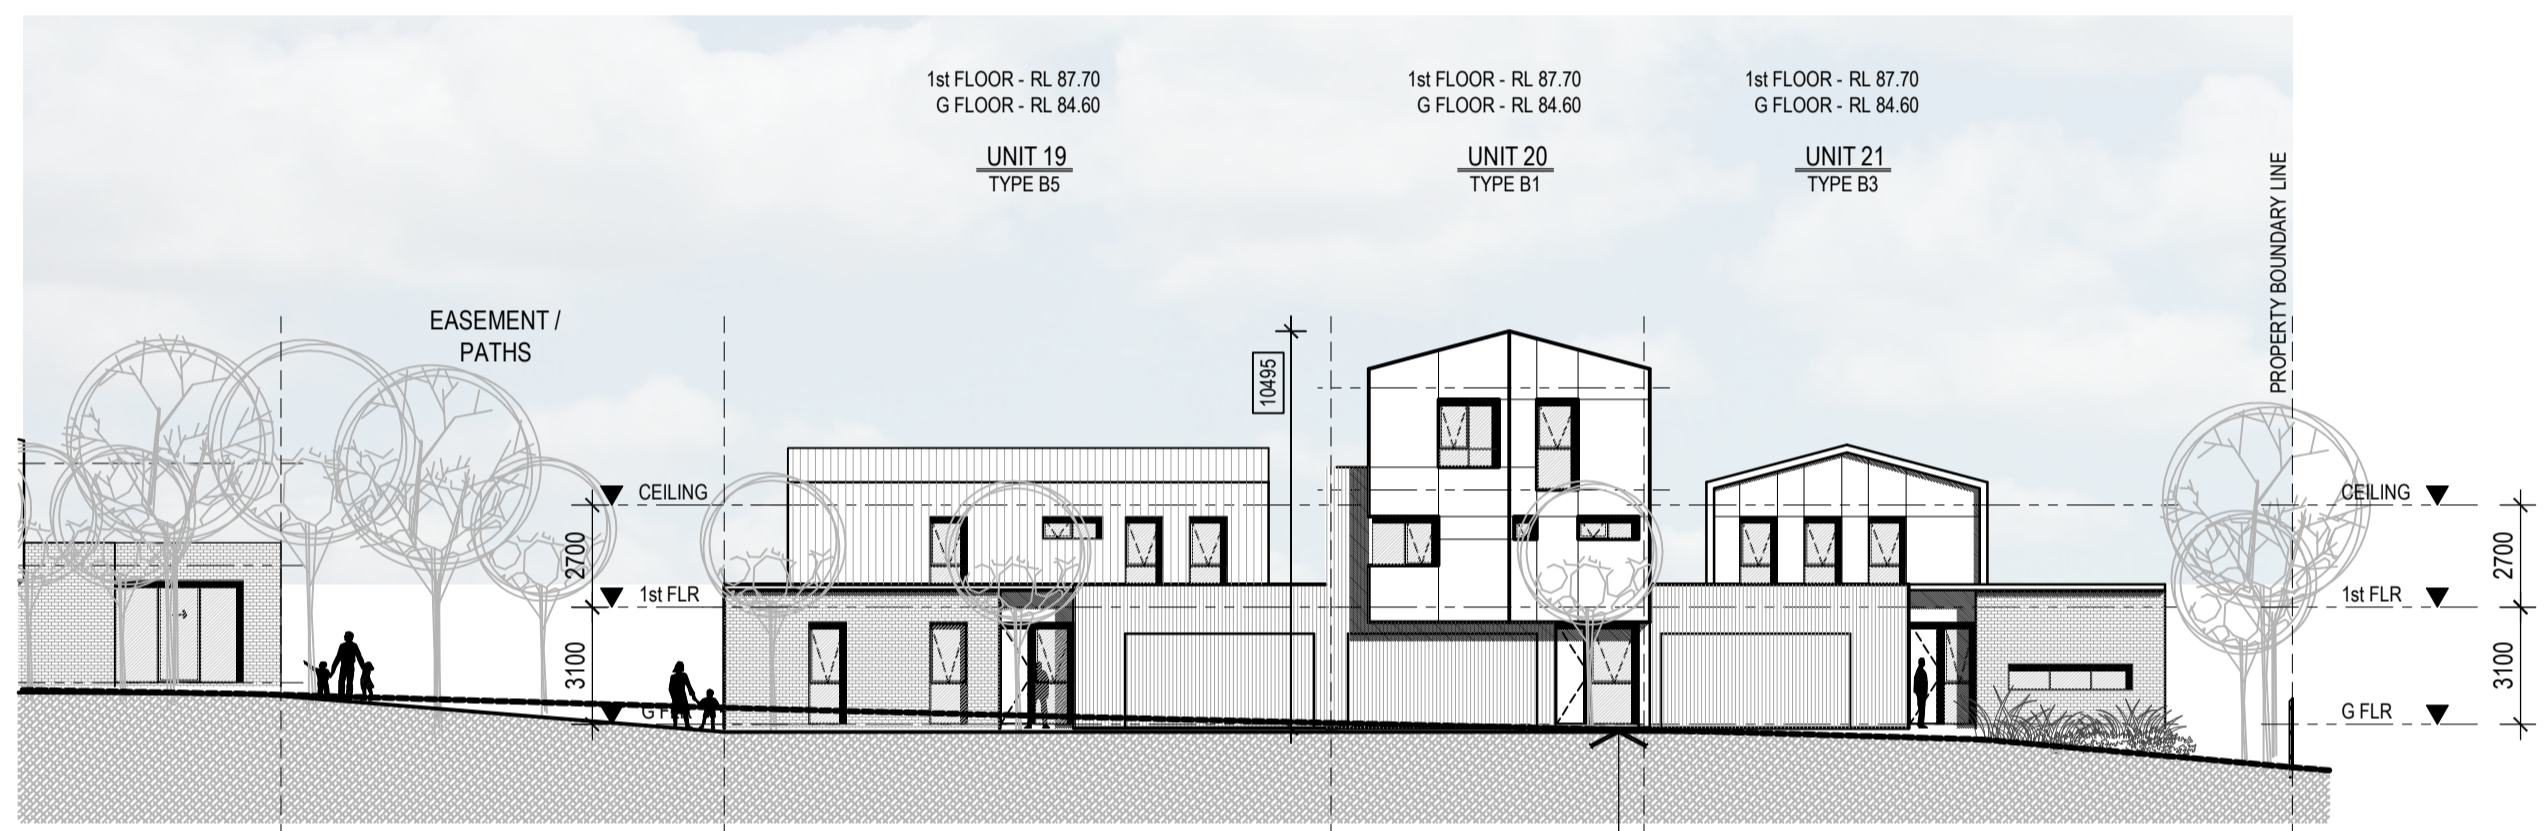 1st FLOOR - RL 87.70
G FLOOR - RL 84.60
UNIT 19
TYPE B5
1st FLOOR - RL 87.70
G FLOOR - RL 84.60
UNIT 20
TYPE B1
1st FLOOR - RL 87.70
G FLOOR - RL 84.60
UNIT 21
TYPE B3
PROPERTY BOUNDARY LINE
EASEMENT /
PATHS
10495
CEILING
2700
1st FLR
3100
G F
CEILING
2700
1st FLR
3100
G FLR